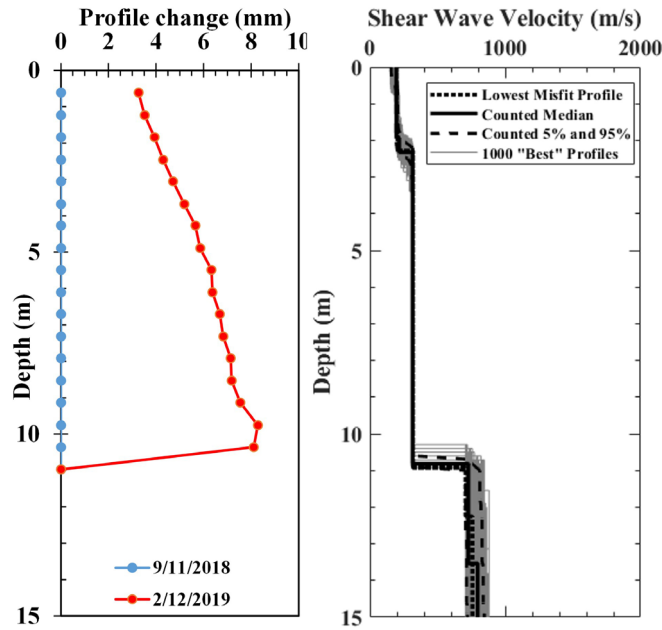 Profile change (mm)
0 2 4 6 8 10
0
5
10
15
Depth (m)
9/11/2018
2/12/2019
Shear Wave Velocity (m/s)
0 1000 2000
0
5
10
15
Depth (m)
Lowest Misfit Profile
Counted Median
Counted 5% and 95%
1000 "Best" Profiles